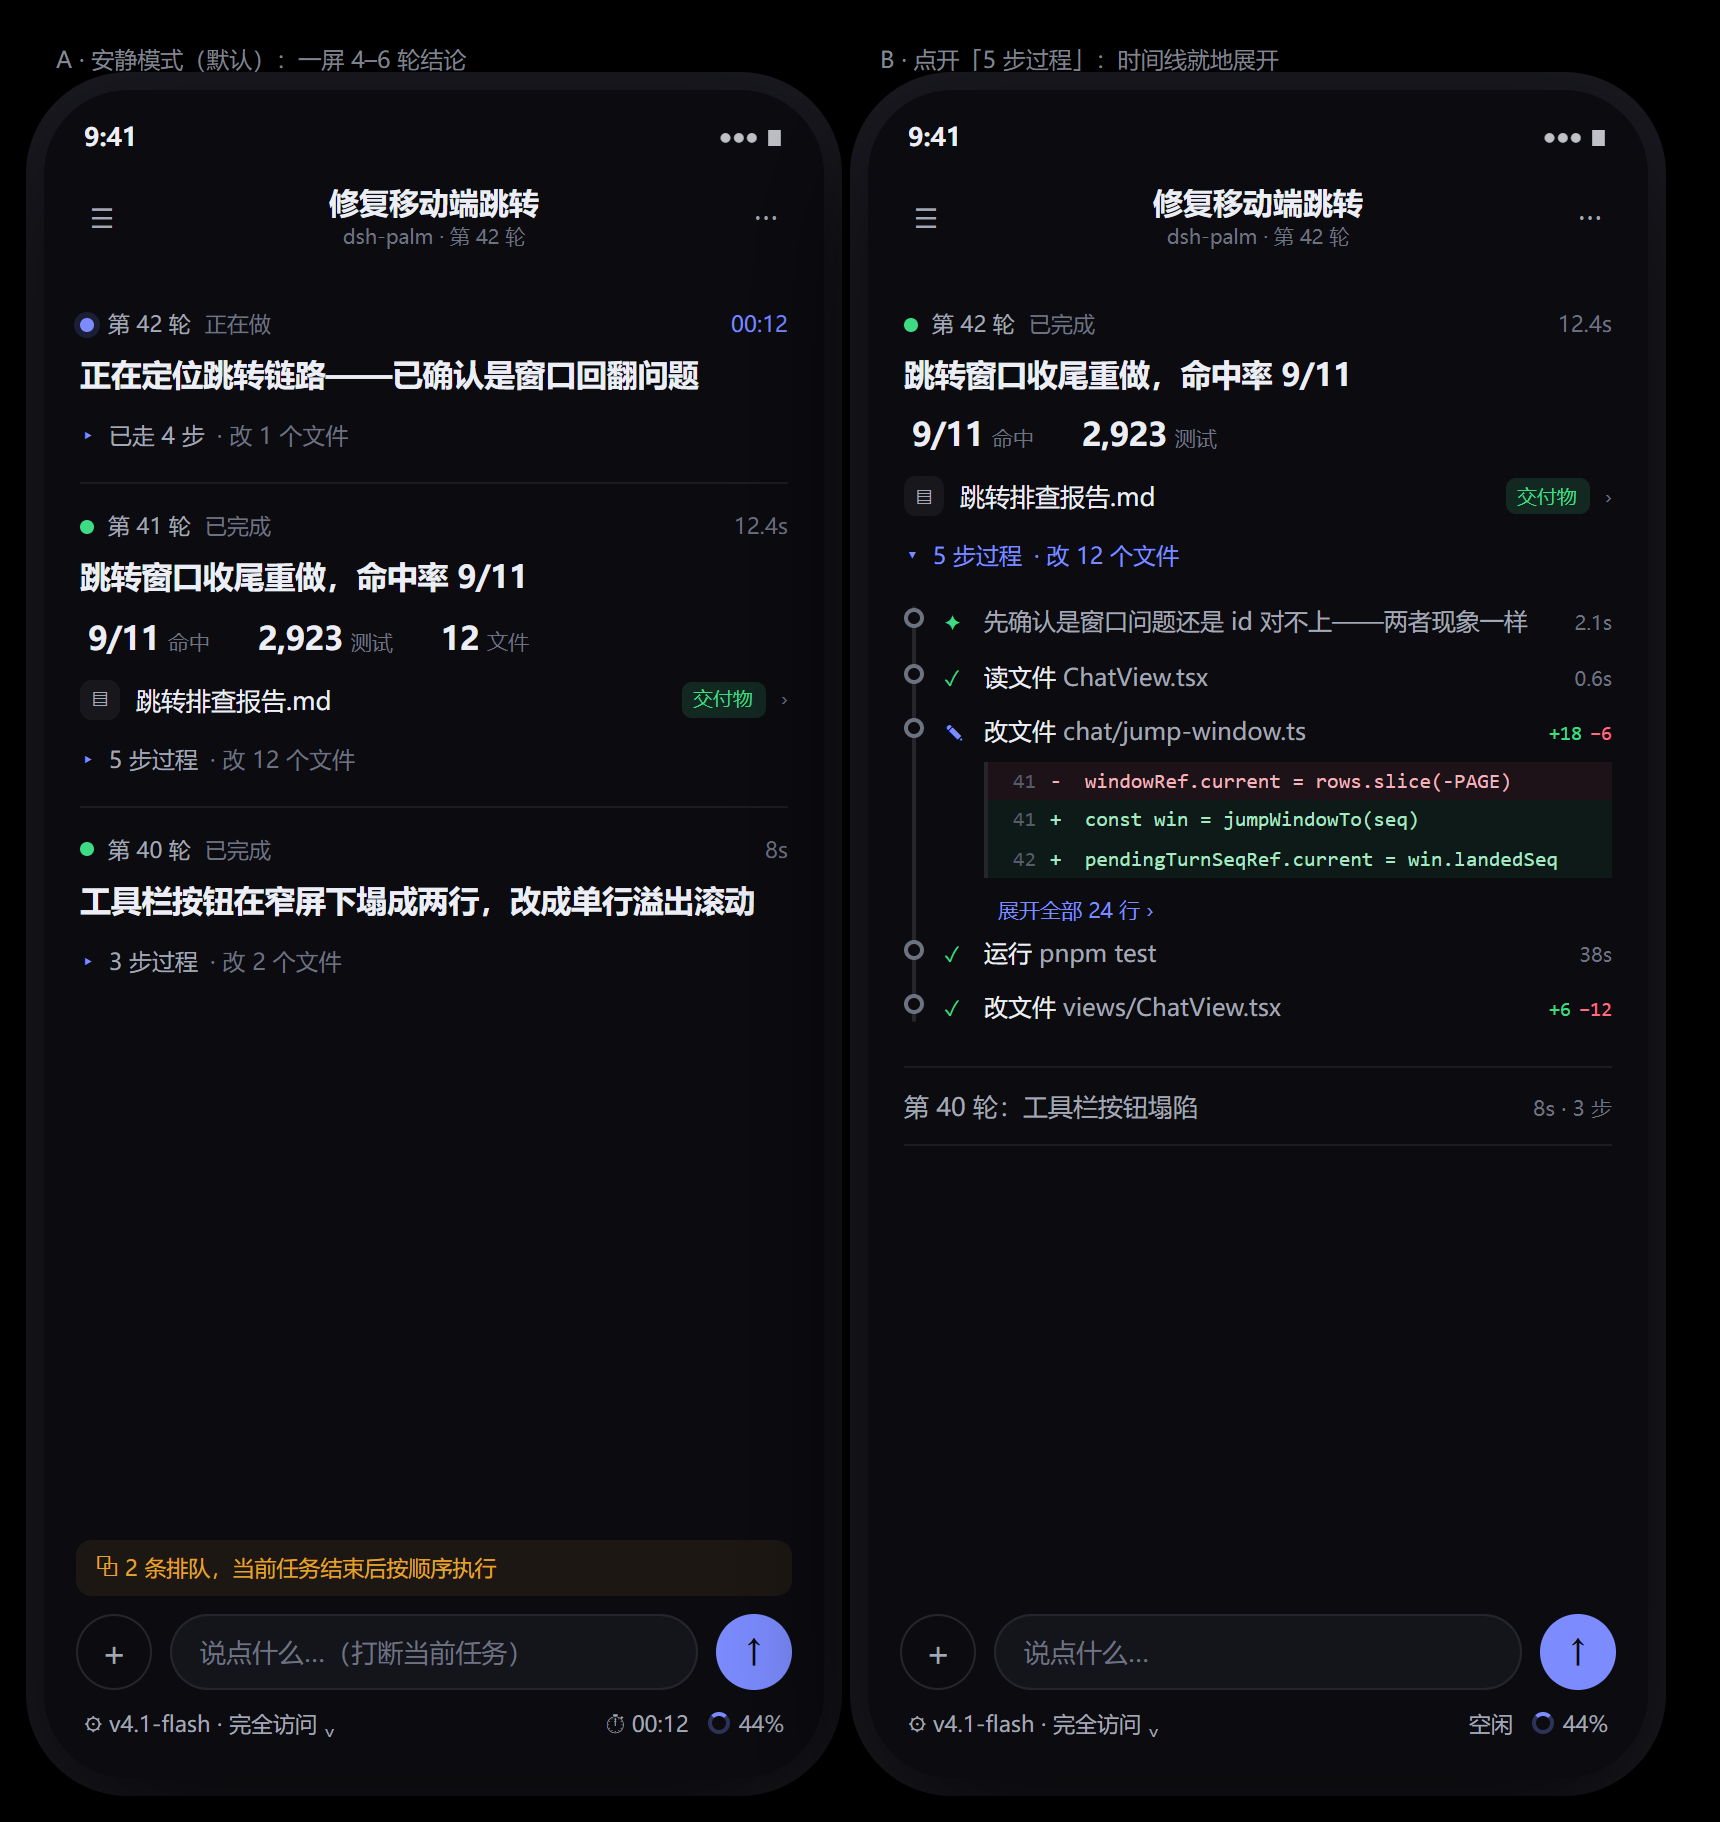 A · 安静模式（默认）：一屏 4–6 轮结论
9:41
修复移动端跳转
dsh-palm · 第 42 轮
第 42 轮 正在做 00:12
正在定位跳转链路——已确认是窗口回翻问题
已走 4 步 · 改 1 个文件
第 41 轮 已完成 12.4s
跳转窗口收尾重做，命中率 9/11
9/11 命中 2,923 测试 12 文件
跳转排查报告.md 交付物 ›
5 步过程 · 改 12 个文件
第 40 轮 已完成 8s
工具栏按钮在窄屏下塌成两行，改成单行溢出滚动
3 步过程 · 改 2 个文件
2 条排队，当前任务结束后按顺序执行
+ 说点什么...（打断当前任务） ↑
v4.1-flash · 完全访问 00:12 44%
B · 点开「5 步过程」：时间线就地展开
9:41
修复移动端跳转
dsh-palm · 第 42 轮
第 42 轮 已完成 12.4s
跳转窗口收尾重做，命中率 9/11
9/11 命中 2,923 测试
跳转排查报告.md 交付物 ›
5 步过程 · 改 12 个文件
先确认是窗口问题还是 id 对不上——两者现象一样 2.1s
✓ 读文件 ChatView.tsx 0.6s
改文件 chat/jump-window.ts +18 −6
41 - windowRef.current = rows.slice(-PAGE)
41 + const win = jumpWindowTo(seq)
42 + pendingTurnSeqRef.current = win.landedSeq
展开全部 24 行 ›
✓ 运行 pnpm test 38s
✓ 改文件 views/ChatView.tsx +6 −12
第 40 轮：工具栏按钮塌陷 8s · 3 步
+ 说点什么... ↑
v4.1-flash · 完全访问 空闲 44%